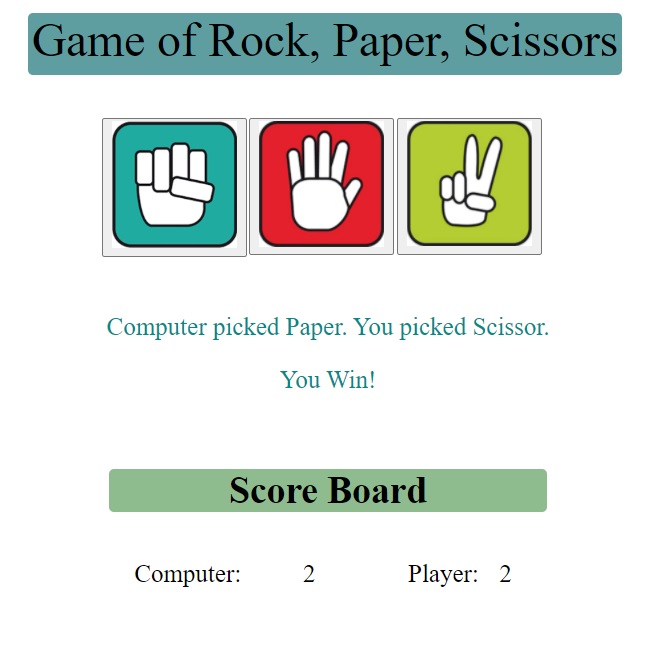 Game of Rock, Paper, Scissors
Computer picked Paper. You picked Scissor.
You Win!
Score Board
Computer: 2 Player: 2